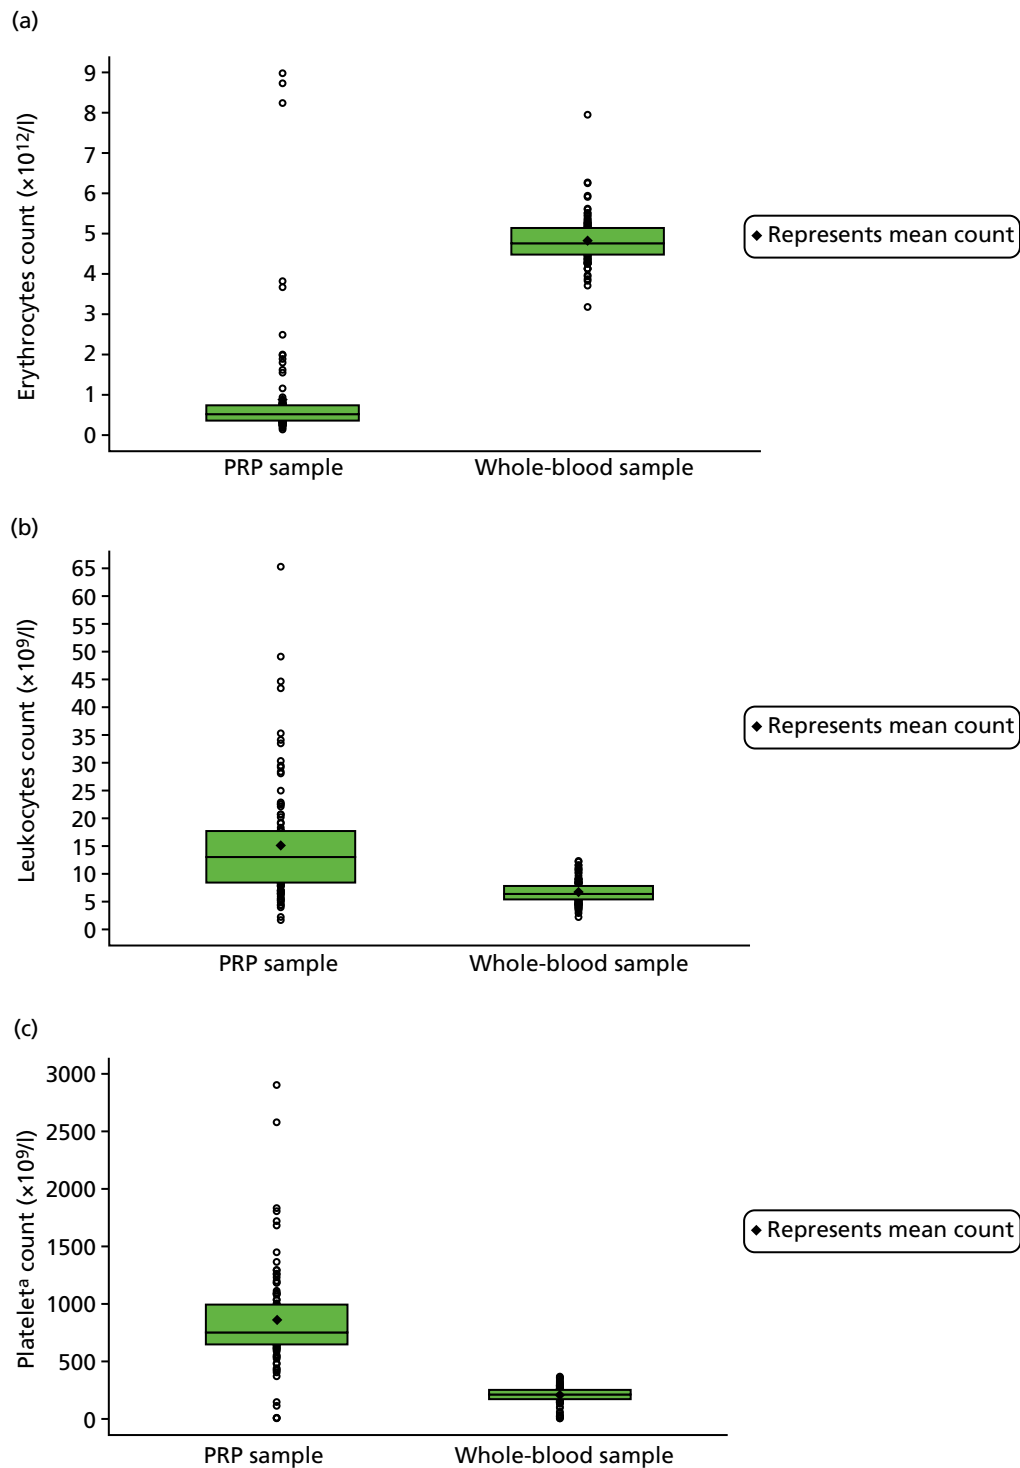 (a)
Erythrocytes count (×10¹²/l)
9
8
7
6
5
4
3
2
1
0
PRP sample
Whole-blood sample
◆ Represents mean count
(b)
Leukocytes count (×10⁹/l)
65
60
55
50
45
40
35
30
25
20
15
10
5
0
PRP sample
Whole-blood sample
◆ Represents mean count
(c)
Plateletᵃ count (×10⁹/l)
3000
2500
2000
1500
1000
500
0
PRP sample
Whole-blood sample
◆ Represents mean count